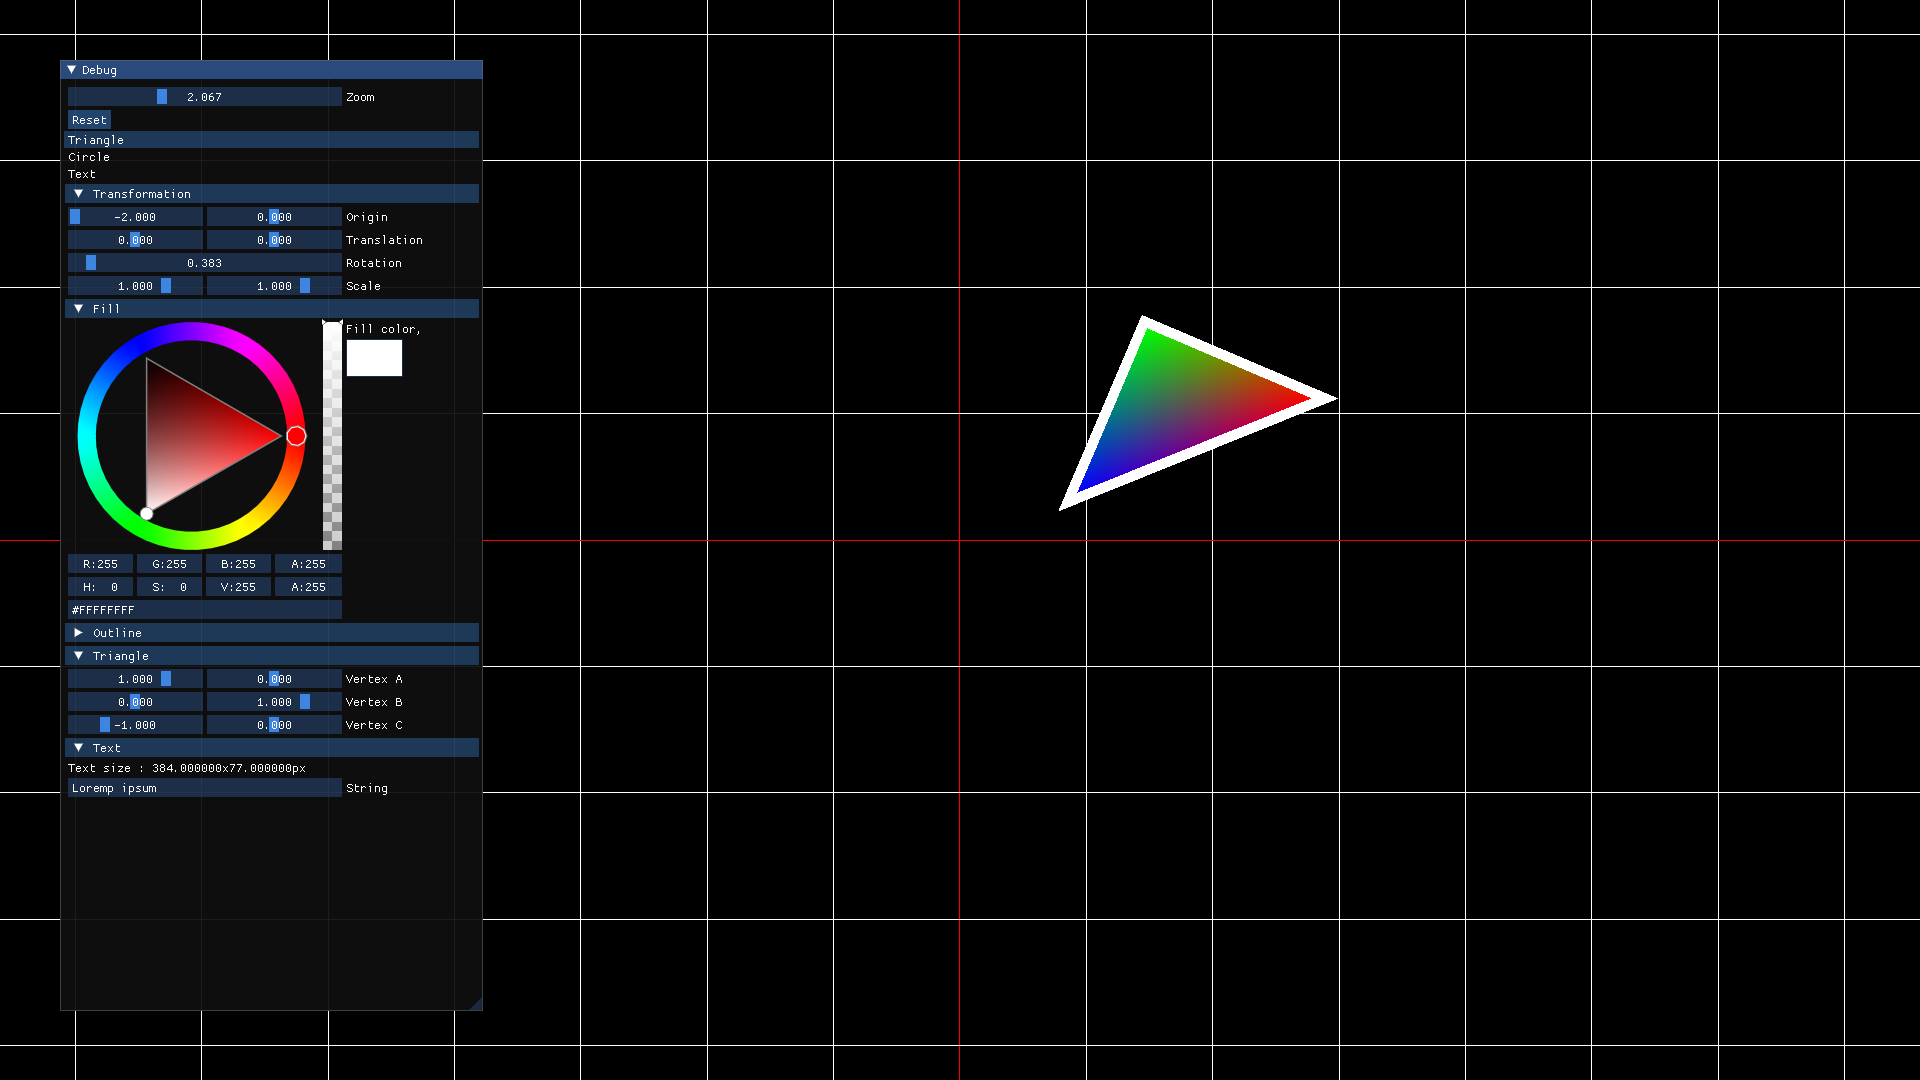 Debug
2.067 Zoom
Reset
Triangle
Circle
Text
Transformation
-2.000 0.000 Origin
0.000 0.000 Translation
0.383 Rotation
1.000 1.000 Scale
Fill
Fill color,
R:255 G:255 B:255 A:255
H: 0 S: 0 V:255 A:255
#FFFFFFFF
Outline
Triangle
1.000 0.000 Vertex A
0.000 1.000 Vertex B
-1.000 0.000 Vertex C
Text
Text size : 384.000000x77.000000px
Loremp ipsum String